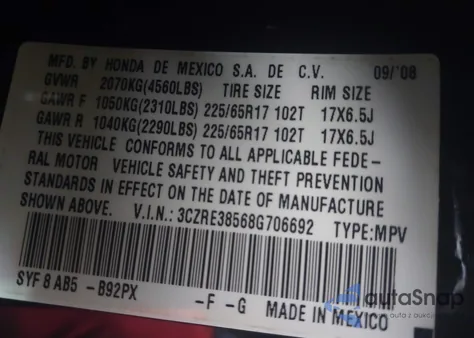 MFD. BY HONDA DE MEXICO S.A. DE C.V. 09/'08
GVWR 2070KG(4560LBS) TIRE SIZE RIM SIZE
GAWR F 1050KG(2310LBS) 225/65R17 102T 17X6.5J
GAWR R 1040KG(2290LBS) 225/65R17 102T 17X6.5J
THIS VEHICLE CONFORMS TO ALL APPLICABLE FEDE-
RAL MOTOR VEHICLE SAFETY AND THEFT PREVENTION
STANDARDS IN EFFECT ON THE DATE OF MANUFACTURE
SHOWN ABOVE. V.I.N.: 3CZRE38568G706692 TYPE:MPV
SYF 8 AB5 -B92PX -F -G MADE IN MEXICO
autaSnap